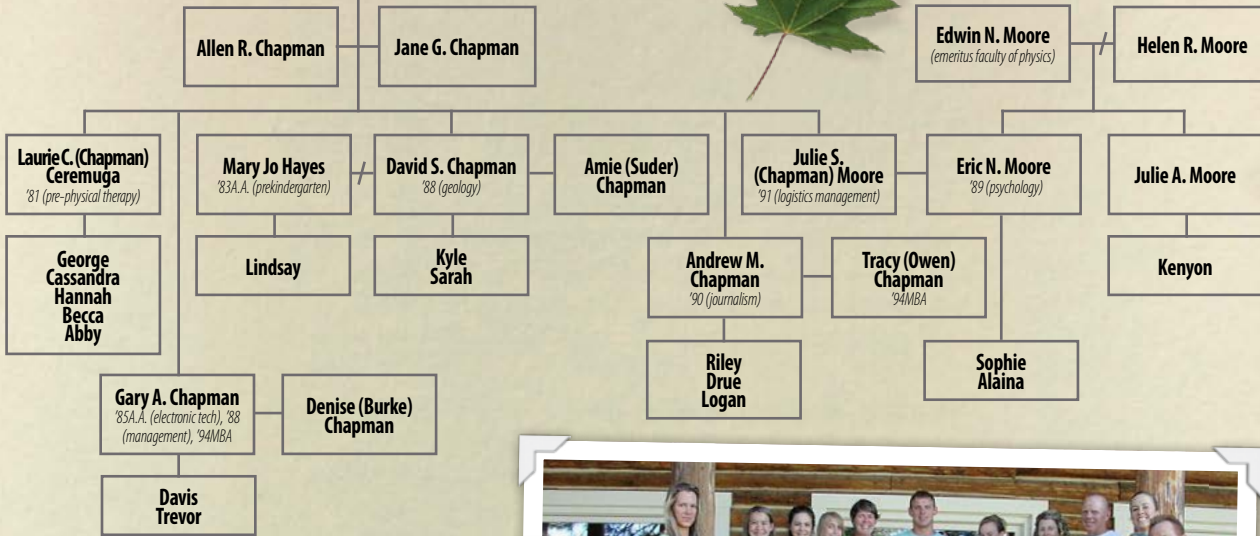 Allen R. Chapman
Jane G. Chapman
Edwin N. Moore
(emeritus faculty of physics)
Helen R. Moore
Laurie C. (Chapman)
Ceremuga
'81 (pre-physical therapy)
Mary Jo Hayes
'83A.A. (prekindergarten)
David S. Chapman
'88 (geology)
Amie (Suder)
Chapman
Julie S.
(Chapman) Moore
'91 (logistics management)
Eric N. Moore
'89 (psychology)
Julie A. Moore
George
Cassandra
Hannah
Becca
Abby
Lindsay
Kyle
Sarah
Andrew M.
Chapman
'90 (journalism)
Tracy (Owen)
Chapman
'94MBA
Kenyon
Riley
Drue
Logan
Sophie
Alaina
Gary A. Chapman
'85A.A. (electronic tech), '88
(management), '94MBA
Denise (Burke)
Chapman
Davis
Trevor